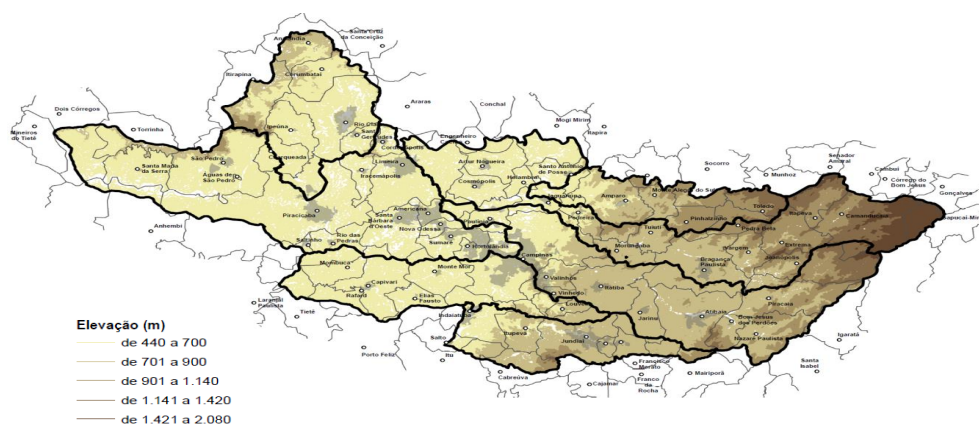 Santa Cruz
da Conceição
Analândia
Corumbataí
Itirapina
Araras
Conchal
Dois Córregos
Mineiros
do Tietê
Torrinha
Mogi Mirim
Itapira
Engenheiro
Ipeúna
Rio Cla
Santa
Gertrudes
Cordeirópolis
Limeira
Iracemápolis
Charqueada
São Pedro
Águas de
São Pedro
Santa Maria
da Serra
Artur Nogueira
Cosmópolis
Holambra
Santo Antônio
de Posse
Jaguariúna
Socorro
Munhoz
Senador
Amaral
Cambuí
Córrego do
Bom Jesus
Gonçalves
Sapucaí-Mi
Amparo
Monte Alegre do Sul
Pinhalzinho
Toledo
Itapeva
Camanducaia
Pedreira
Tuiuti
Pedra Bela
Extrema
Morungaba
Vargem
Joanópolis
Bragança
Paulista
Piracicaba
Americana
Santa
Bárbara
d'Oeste
Nova Odessa
Paulínia
Sumaré
Hortolândia
Campinas
Anhembi
Saltinho
Rio das
Pedras
Mombuca
Monte Mor
Capivari
Rafard
Elias
Fausto
Valinhos
Vinhedo
Itatiba
Louveira
Indaiatuba
Jarinu
Atibaia
Piracaia
Bom Jesus
dos Perdões
Nazaré Paulista
Igaratá
Santa
Isabel
Laranjal
Paulista
Tietê
Porto Feliz
Salto
Itu
Itupeva
Jundiaí
Cabreúva
Cajamar
Francisco
Morato
Franco
da
Rocha
Mairiporã
Elevação (m)
de 440 a 700
de 701 a 900
de 901 a 1.140
de 1.141 a 1.420
de 1.421 a 2.080